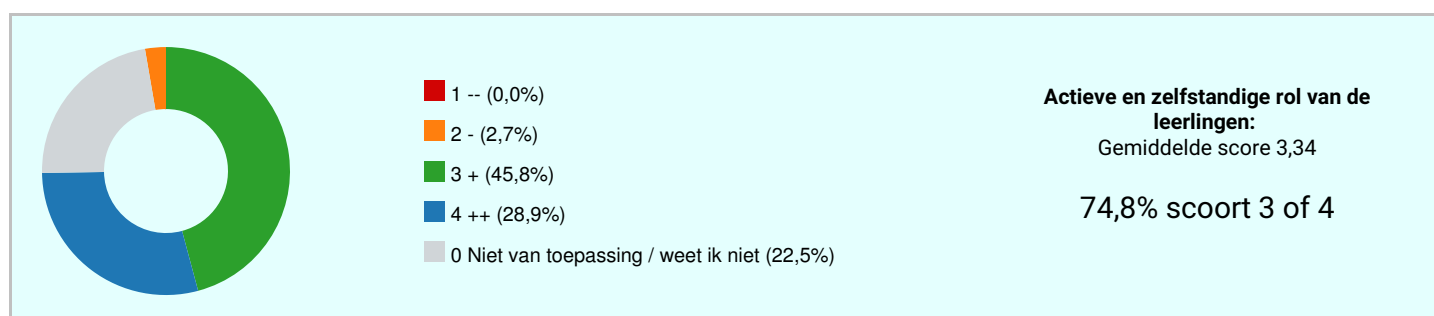 1 -- (0,0%)
2 - (2,7%)
3 + (45,8%)
4 ++ (28,9%)
0 Niet van toepassing / weet ik niet (22,5%)
Actieve en zelfstandige rol van de
leerlingen:
Gemiddelde score 3,34
74,8% scoort 3 of 4